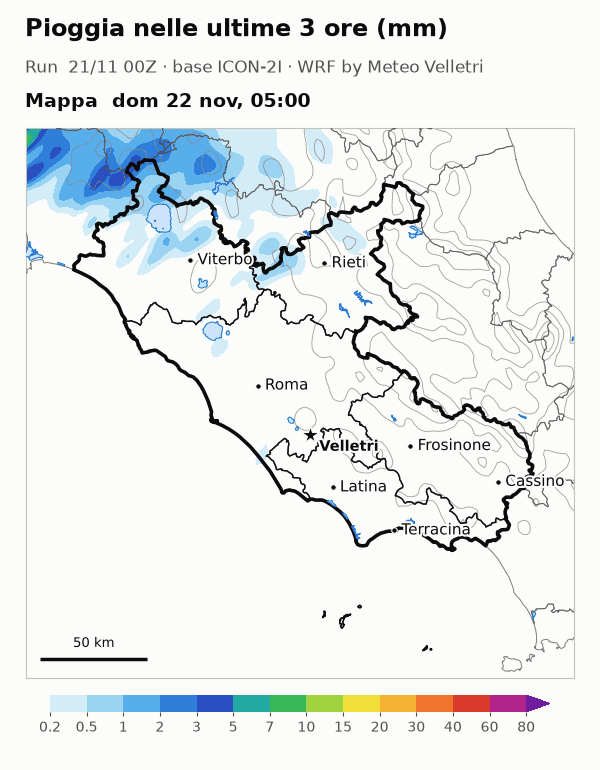 Pioggia nelle ultime 3 ore (mm)
Run  21/11 00Z · base ICON-2I · WRF by Meteo Velletri
Mappa  dom 22 nov, 05:00
Viterbo
Rieti
Roma
Velletri
Frosinone
Latina
Cassino
Terracina
50 km
0.2 0.5 1 2 3 5 7 10 15 20 30 40 60 80